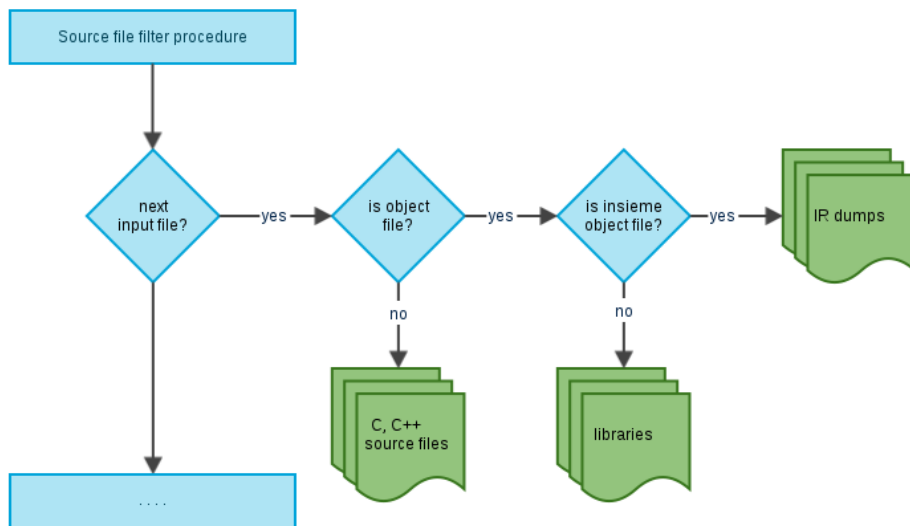 Source file filter procedure
next
input file?
yes
is object
file?
yes
is insieme
object file?
yes
IR dumps
no
no
C, C++
source files
libraries
. . . .